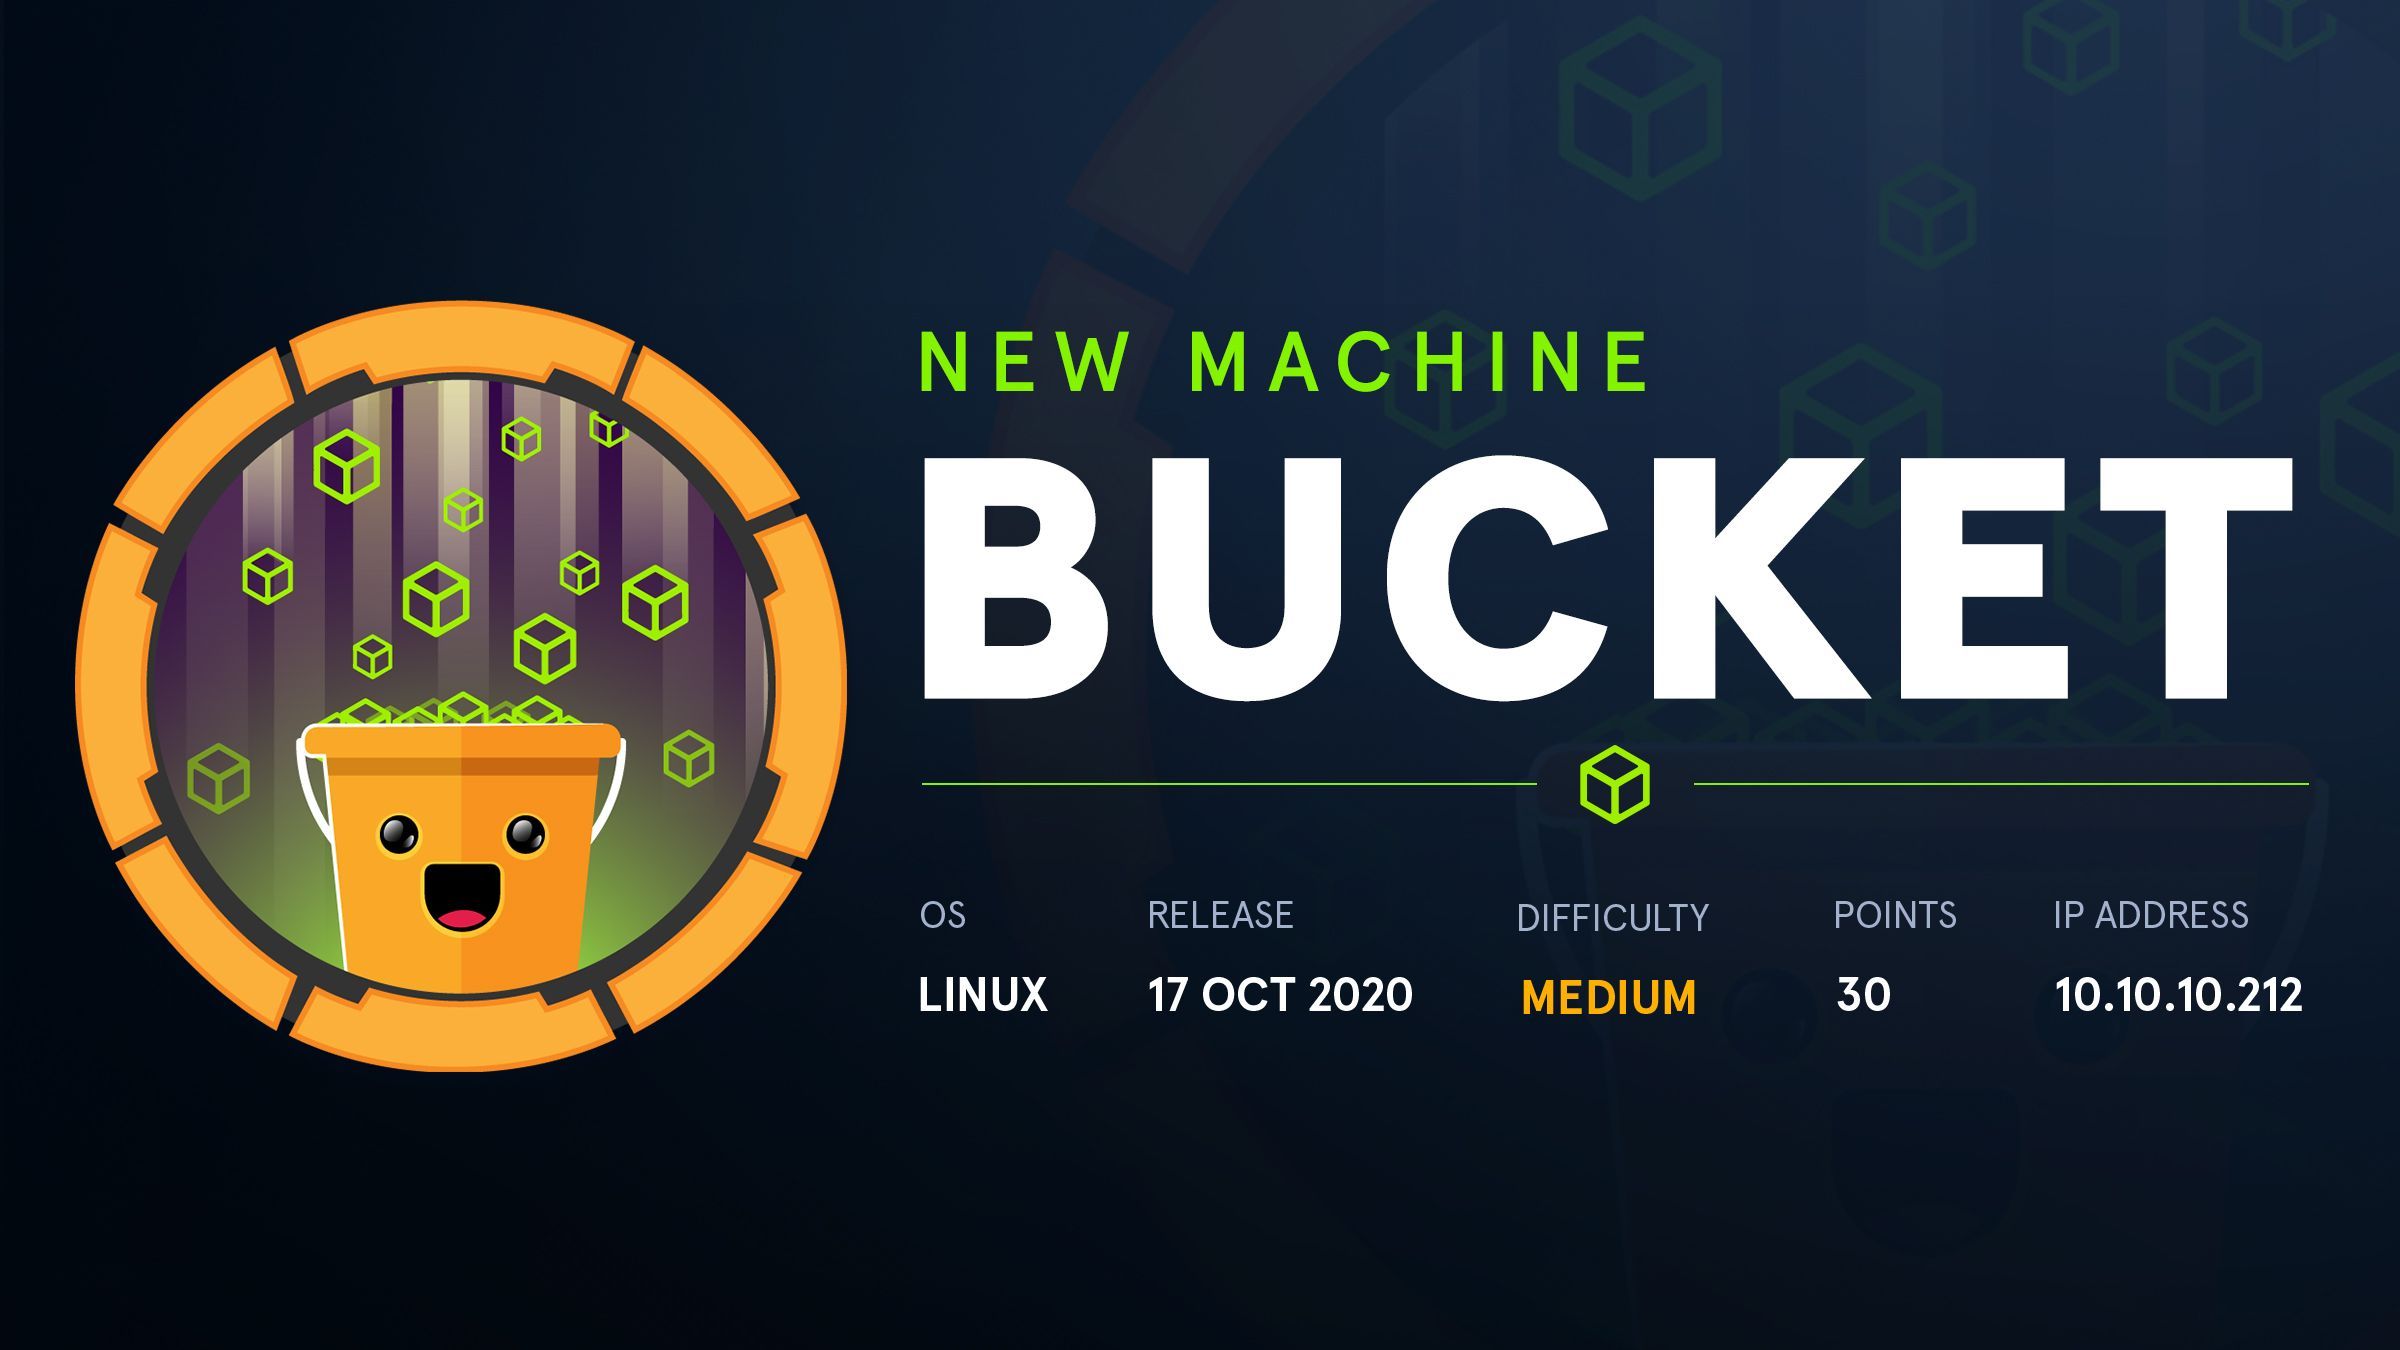 NEW MACHINE
BUCKET
OS RELEASE DIFFICULTY POINTS IP ADDRESS
LINUX 17 OCT 2020 MEDIUM 30 10.10.10.212